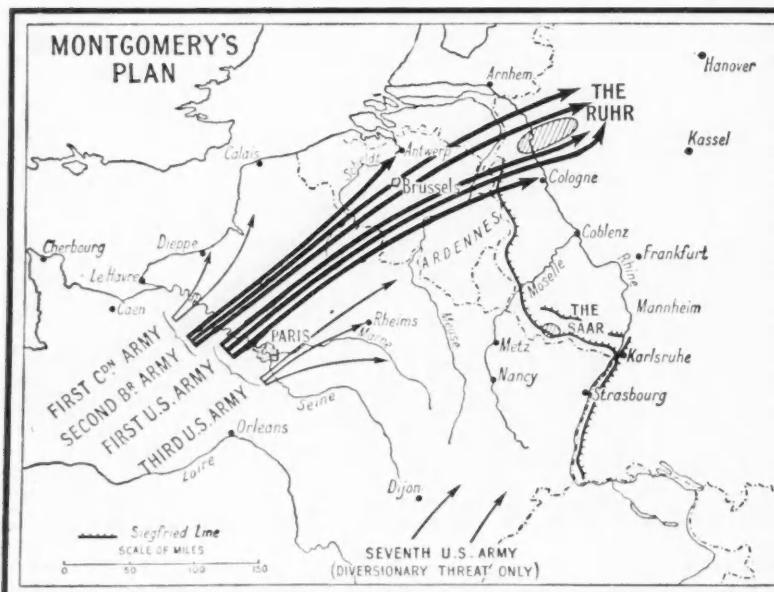 MONTGOMERY'S
PLAN
Hanover
Arnhem
THE
RUHR
Kassel
Calais
Scheldt
Antwerp
Brüssels
Cologne
Dieppe
Cherbourg
Le Havre
ARDENNES
Coblenz
Rhine
Frankfurt
Caen
Moselle
Meuse
Mannheim
THE
SAAR
PARIS
Rheims
Marne
Metz
Karlsruhe
FIRST CDN ARMY
SECOND BR ARMY
FIRST U.S. ARMY
THIRD U.S. ARMY
Seine
Nancy
Strasbourg
Orleans
Loire
Dijon
Siegfried Line
SCALE OF MILES
0 50 100 150
SEVENTH U.S. ARMY
(DIVERSIONARY THREAT ONLY)